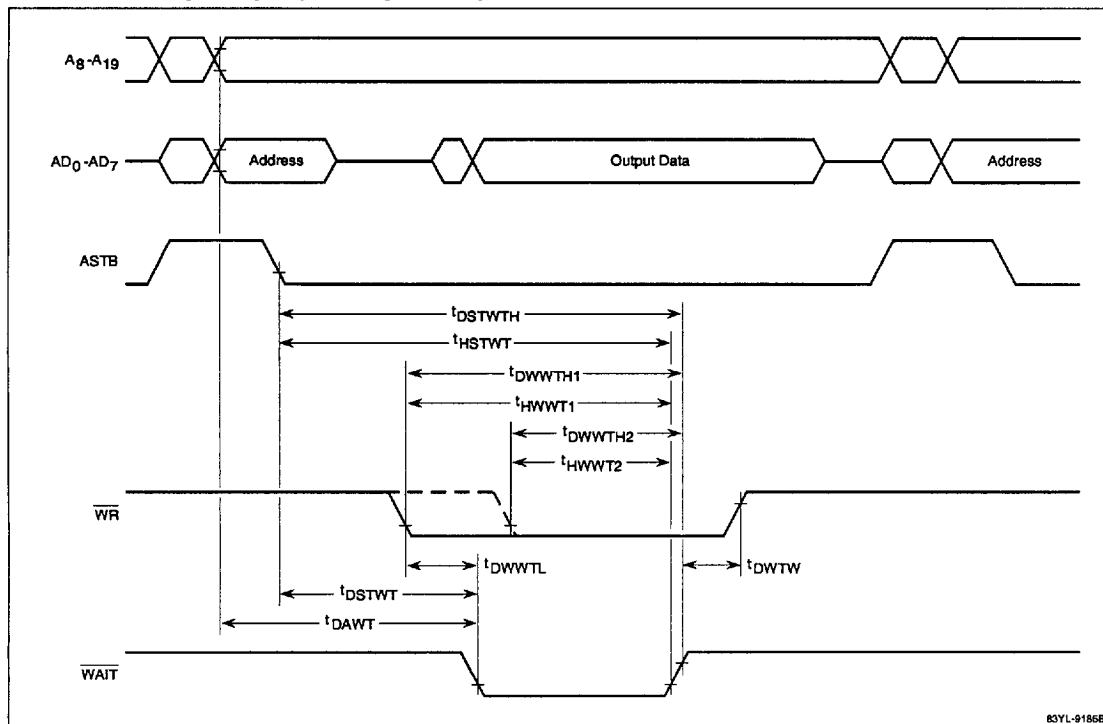 A8-A19
AD0-AD7
Address
Output Data
Address
ASTB
tDSTWTH
tHSTWT
tDWWTH1
tHWWT1
tDWWTH2
tHWWT2
WR
tDWWTL
tDWTW
tDSTWT
tDAWT
WAIT
83YL-9186B